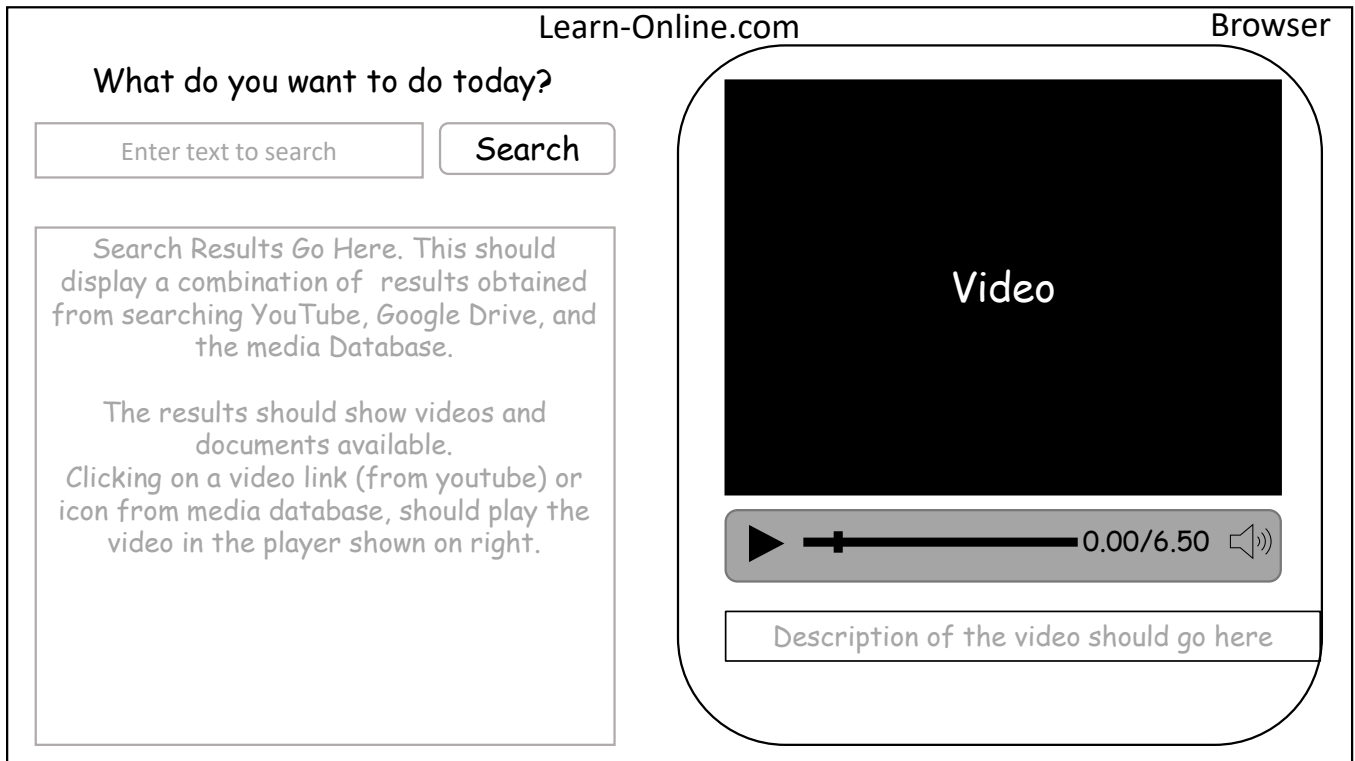 Learn-Online.com
Browser
What do you want to do today?
Enter text to search
Search
Search Results Go Here. This should
display a combination of  results obtained
from searching YouTube, Google Drive, and
the media Database.
The results should show videos and
documents available.
Clicking on a video link (from youtube) or
icon from media database, should play the
video in the player shown on right.
Video
0.00/6.50
Description of the video should go here